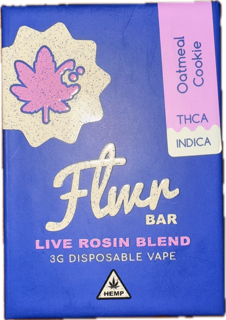 Oatmeal
Cookie
THCA
INDICA
Flwr
BAR
LIVE ROSIN BLEND
3G DISPOSABLE VAPE
HEMP